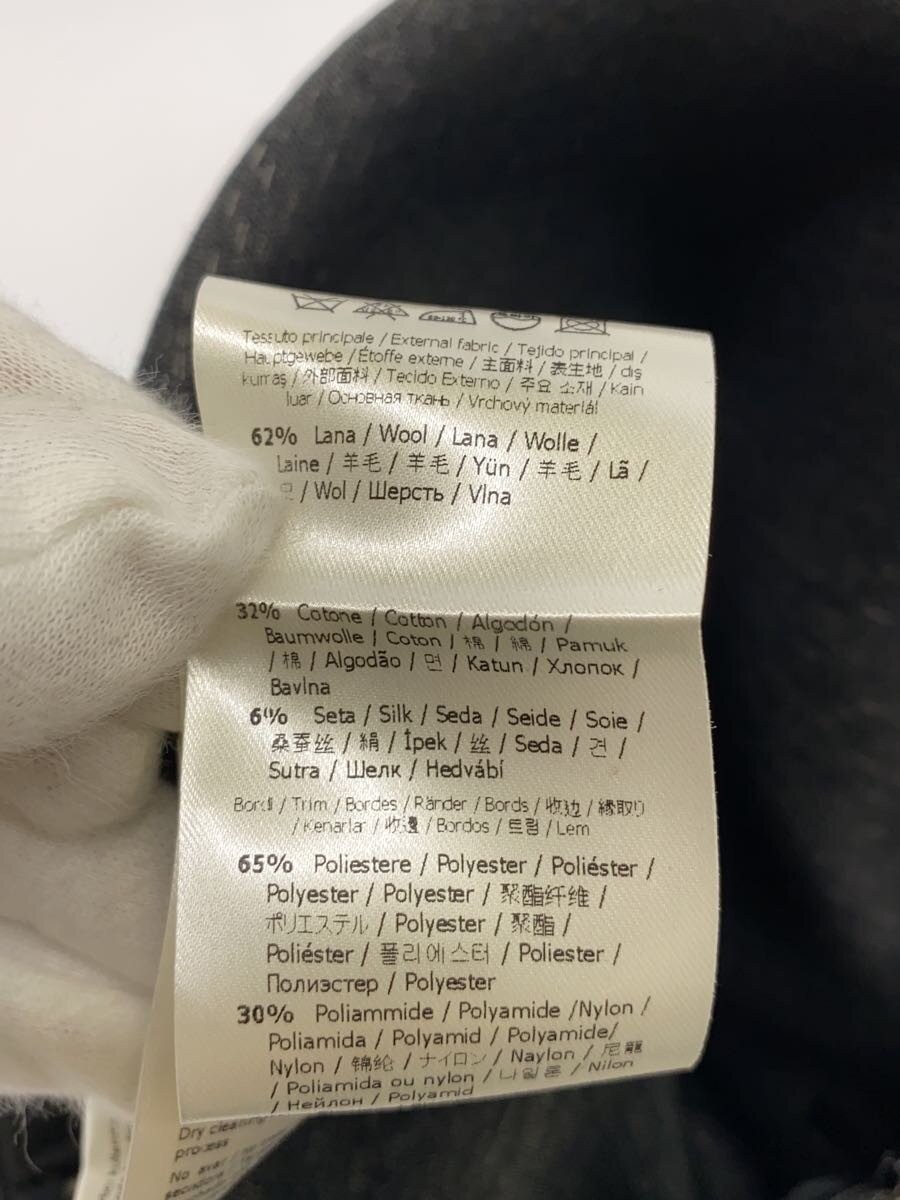 Tessuto principale / External fabric / Tejido principal /
Hauptgewebe / Étoffe externe / 主面料 / 表生地 / dış
kumaş / 外部面料 / Tecido Externo / 주요 소재 / Kain
luar / Основная ткань / Vrchový materiál
62% Lana / Wool / Lana / Wolle /
Laine / 羊毛 / 羊毛 / Yün / 羊毛 / Lã /
/ Wol / Шерсть / Vlna
32% Cotone / Cotton / Algodón /
Baumwolle / Coton / 棉 / 綿 / Pamuk
/ 棉 / Algodão / 면 / Katun / Хлопок /
Bavlna
6% Seta / Silk / Seda / Seide / Soie /
桑蚕丝 / 絹 / İpek / 丝 / Seda / 견 /
Sutra / Шелк / Hedvábí
Bordi / Trim / Bordes / Ränder / Bords / 收边 / 縁取り
/ Kenarlar / 收邊 / Bordos / 트림 / Lem
65% Poliestere / Polyester / Poliéster /
Polyester / Polyester / 聚酯纤维 /
ポリエステル / Polyester / 聚酯 /
Poliéster / 폴리에스터 / Poliester /
Полиэстер / Polyester
30% Poliammide / Polyamide /Nylon /
Poliamida / Polyamid / Polyamide/
Nylon / 锦纶 / ナイロン / Naylon / 尼龍
/ Poliamida ou nylon / 나일론 / Nilon
/ Нейлон / Polyamid
Dry cleaning
process
No